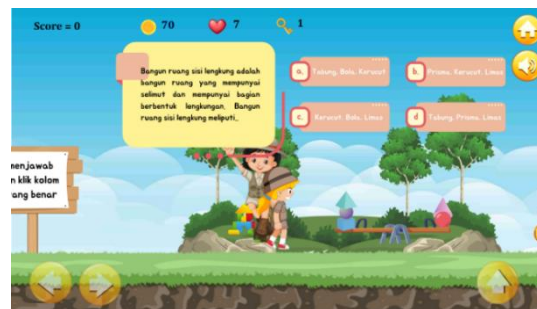 Score = 0
70
7
1
Bangun ruang sisi lengkung adalah
bangun ruang yang mempunyai
selimut dan mempunyai bagian
berbentuk lengkungan. Bangun
ruang sisi lengkung meliputi..
a. Tabung, Bola, Kerucut
b. Prisma, Kerucut, Limas
c. Kerucut, Bola, Limas
d Tabung, Prisma, Limas
menjawab
n klik kolom
ang benar